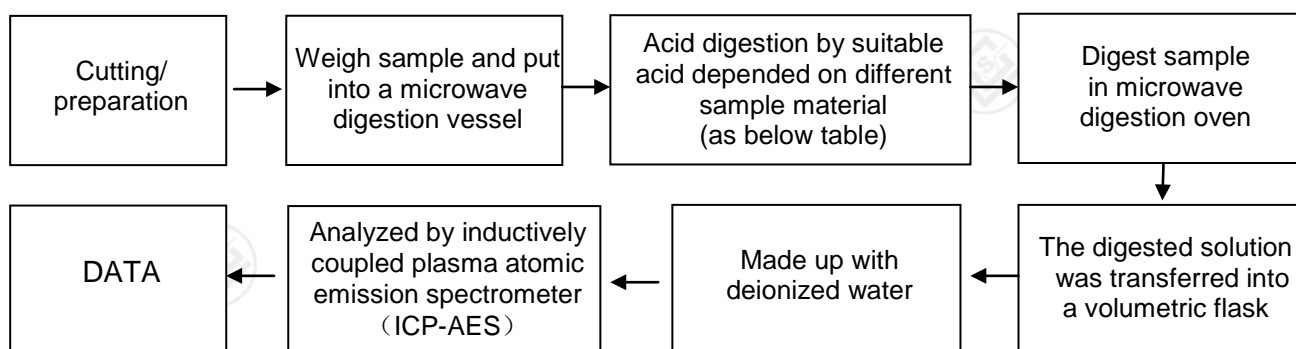 Cutting/
preparation
Weigh sample and put
into a microwave
digestion vessel
Acid digestion by suitable
acid depended on different
sample material
(as below table)
Digest sample
in microwave
digestion oven
The digested solution
was transferred into
a volumetric flask
Made up with
deionized water
Analyzed by inductively
coupled plasma atomic
emission spectrometer
（ICP-AES）
DATA